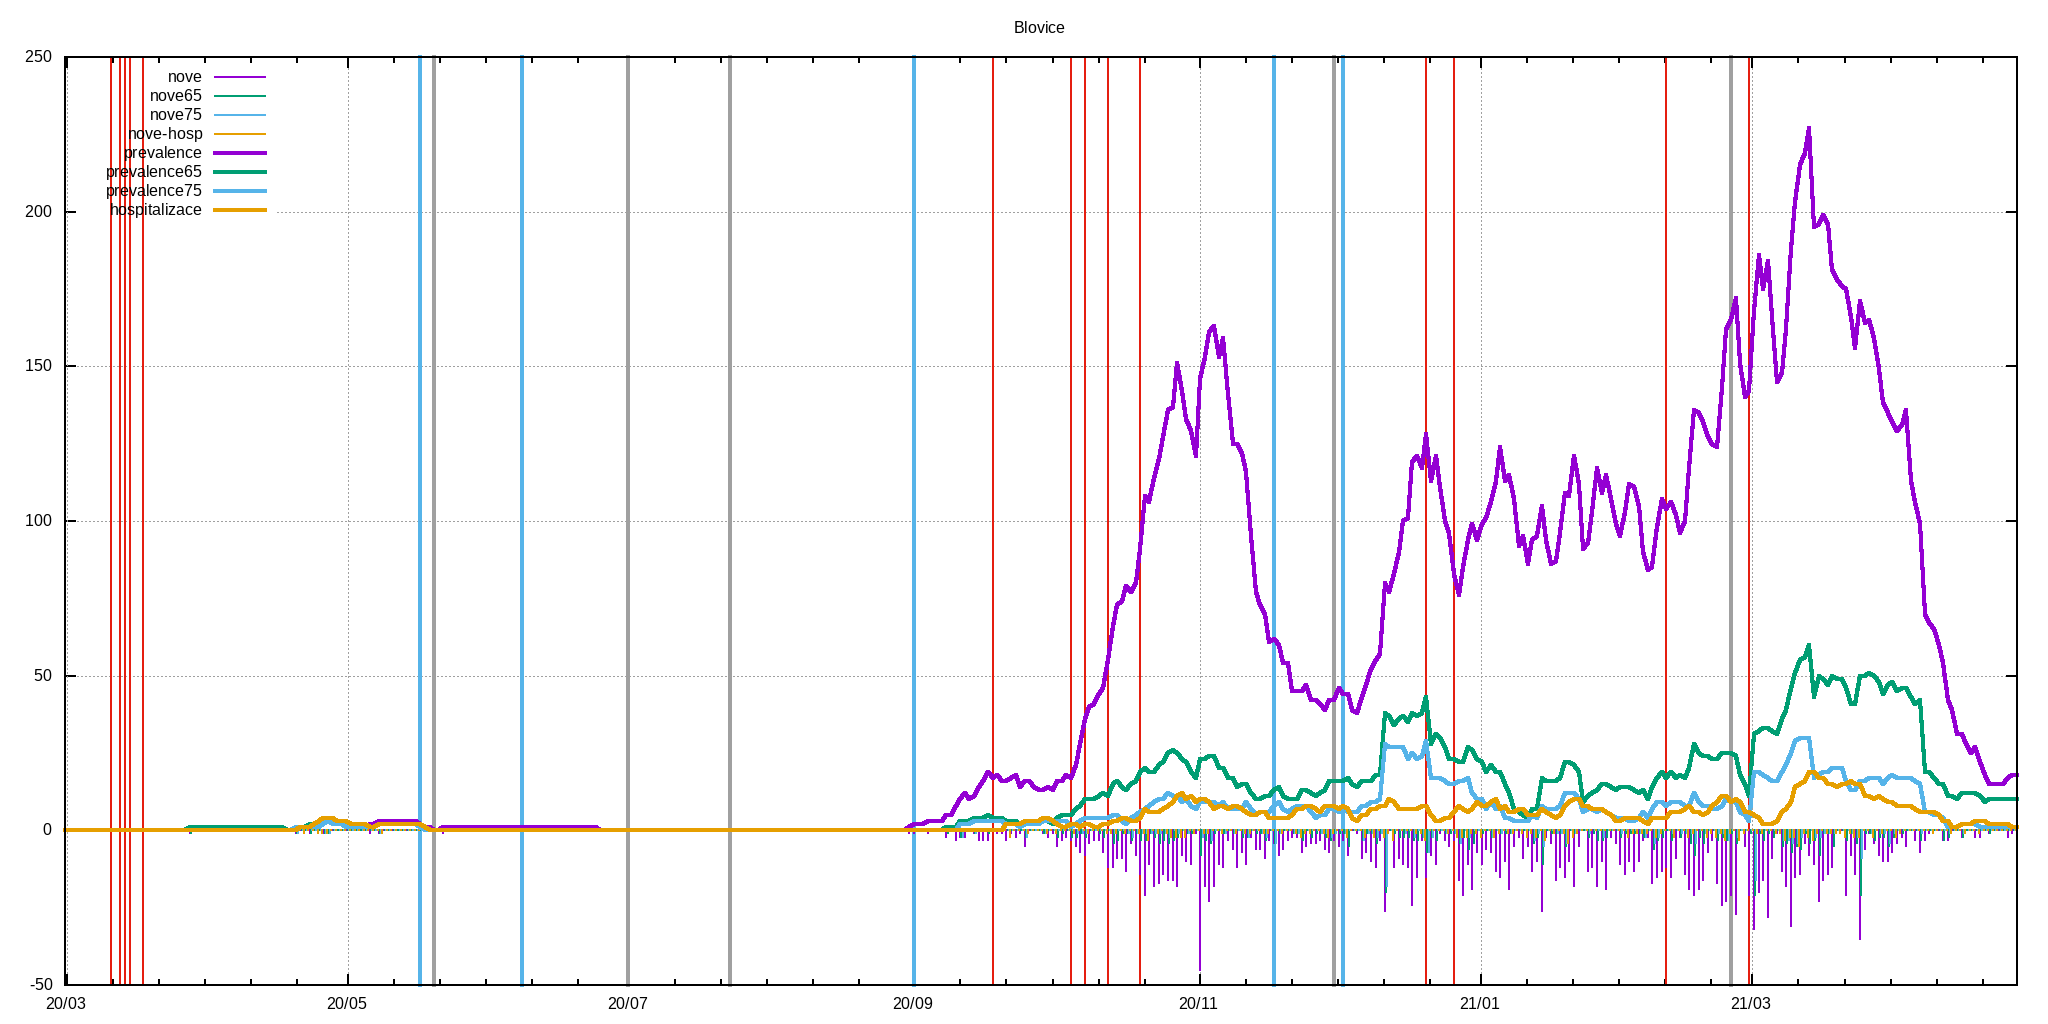 Blovice
250
200
150
100
50
0
-50
nove
nove65
nove75
nove-hosp
prevalence
prevalence65
prevalence75
hospitalizace
20/03
20/05
20/07
20/09
20/11
21/01
21/03